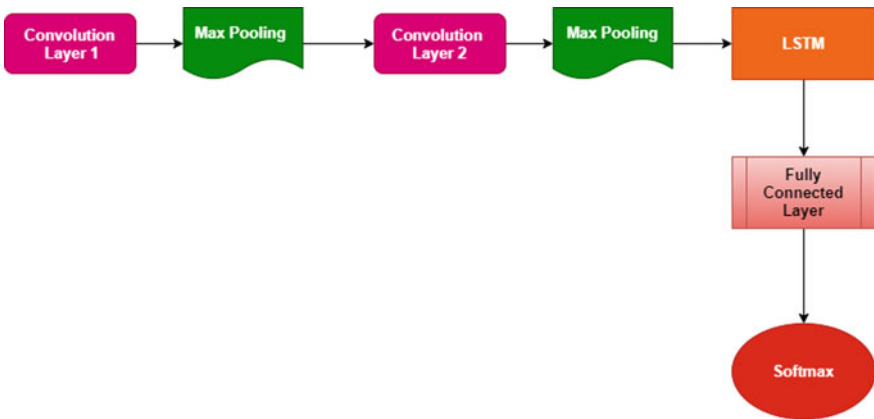 Convolution
Layer 1
Max Pooling
Convolution
Layer 2
Max Pooling
LSTM
Fully
Connected
Layer
Softmax